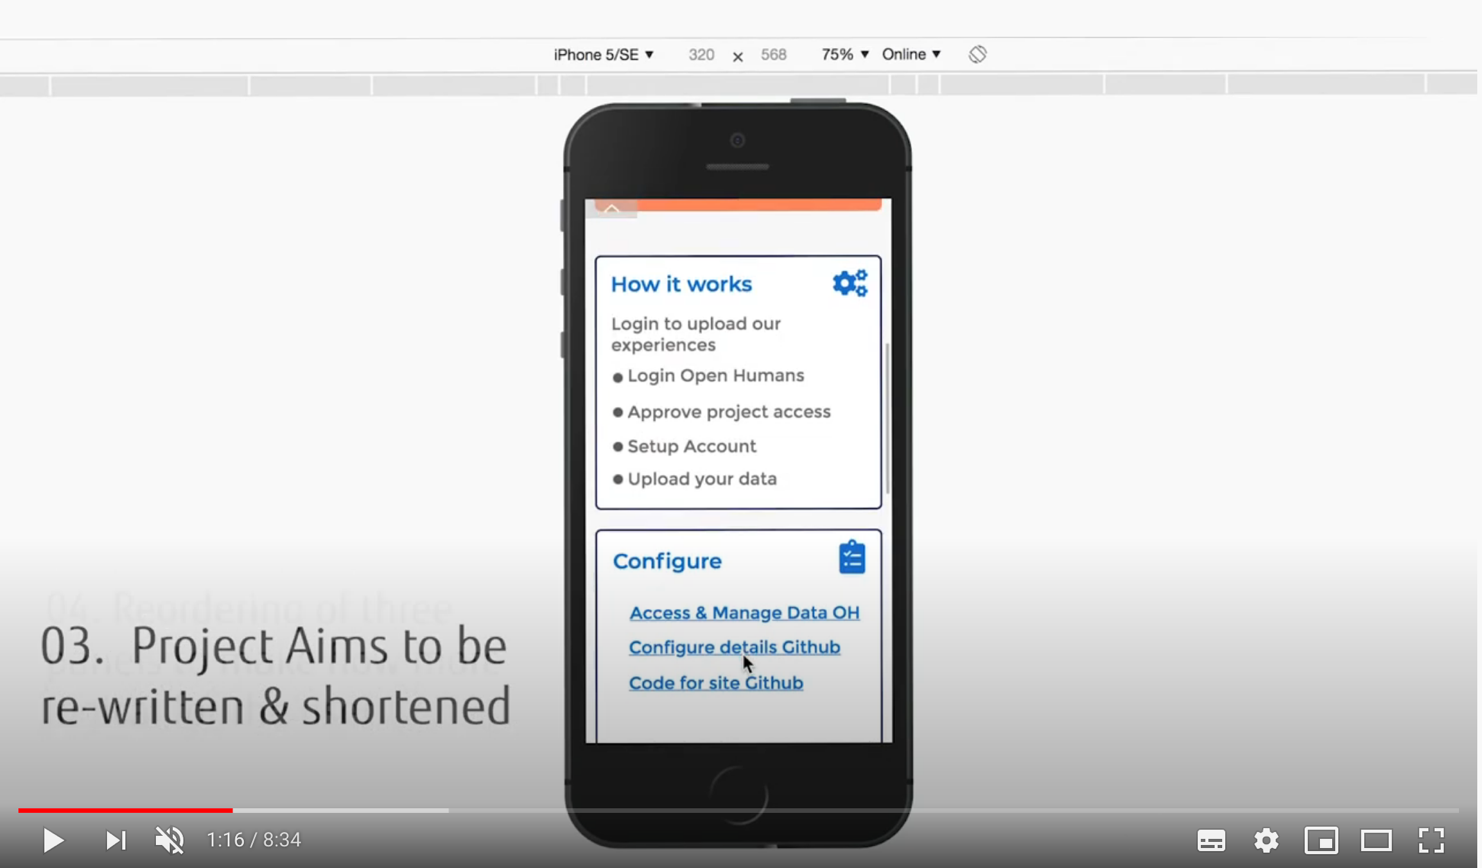 iPhone 5/SE ▼ 320 × 568 75% ▼ Online ▼
How it works
Login to upload our
experiences
● Login Open Humans
● Approve project access
● Setup Account
● Upload your data
Configure
Access & Manage Data OH
Configure details Github
Code for site Github
04. Reordering of three
03. Project Aims to be
re-written & shortened
1:16 / 8:34